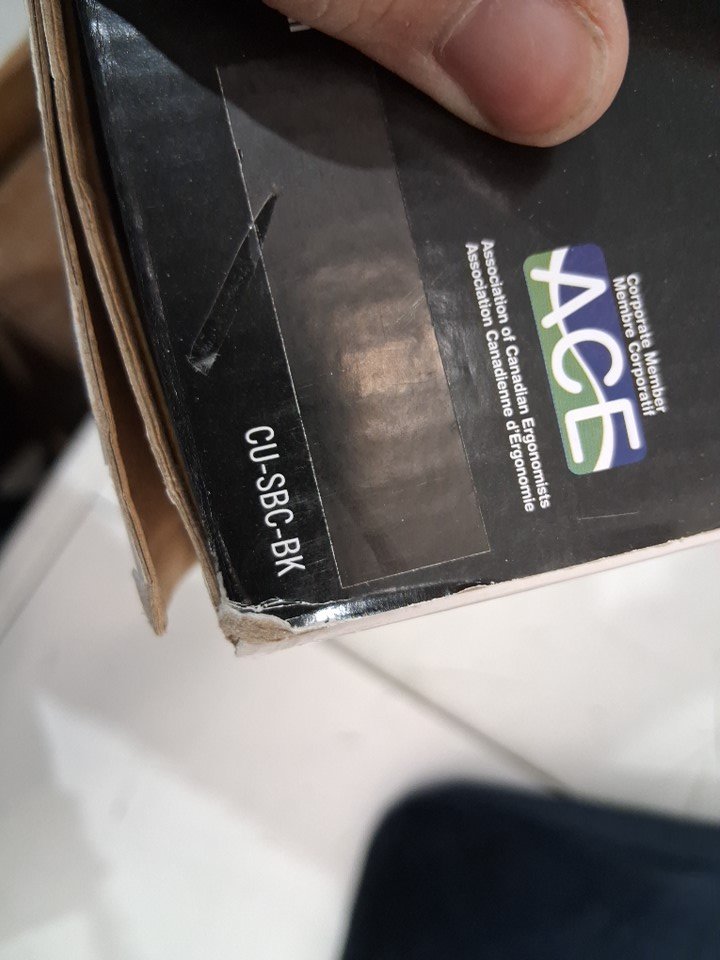 Corporate Member
Membre Corporatif
ACE
Association of Canadian Ergonomists
Association Canadienne d'Ergonomie
CU-SBC-BK